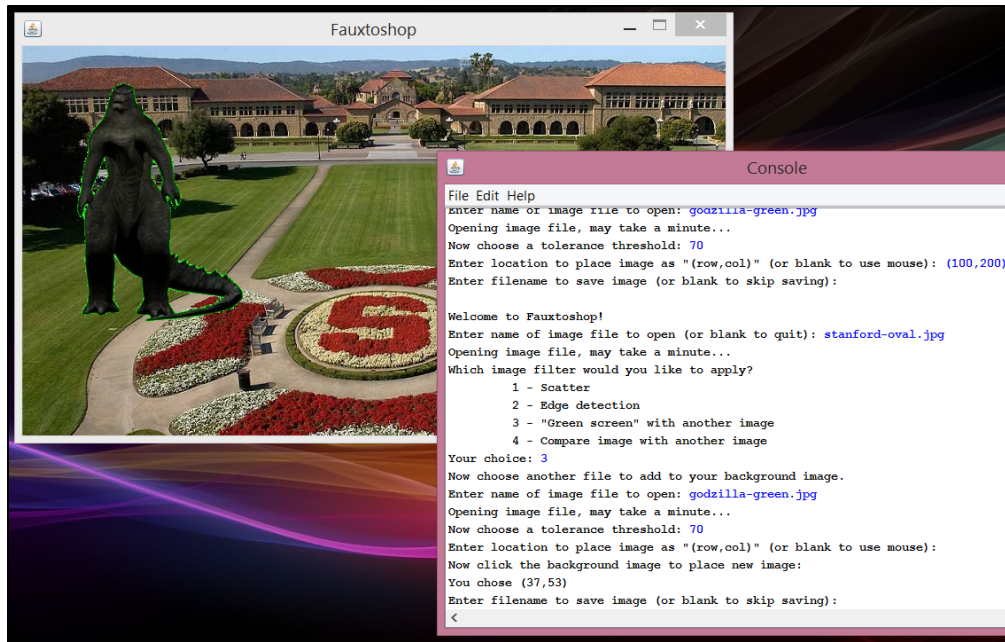 Fauxtoshop
Console
File Edit Help
Enter name of image file to open: godzilla-green.jpg
Opening image file, may take a minute...
Now choose a tolerance threshold: 70
Enter location to place image as "(row,col)" (or blank to use mouse): (100,200)
Enter filename to save image (or blank to skip saving):
Welcome to Fauxtoshop!
Enter name of image file to open (or blank to quit): stanford-oval.jpg
Opening image file, may take a minute...
Which image filter would you like to apply?
1 - Scatter
2 - Edge detection
3 - "Green screen" with another image
4 - Compare image with another image
Your choice: 3
Now choose another file to add to your background image.
Enter name of image file to open: godzilla-green.jpg
Opening image file, may take a minute...
Now choose a tolerance threshold: 70
Enter location to place image as "(row,col)" (or blank to use mouse):
Now click the background image to place new image:
You chose (37,53)
Enter filename to save image (or blank to skip saving):
S